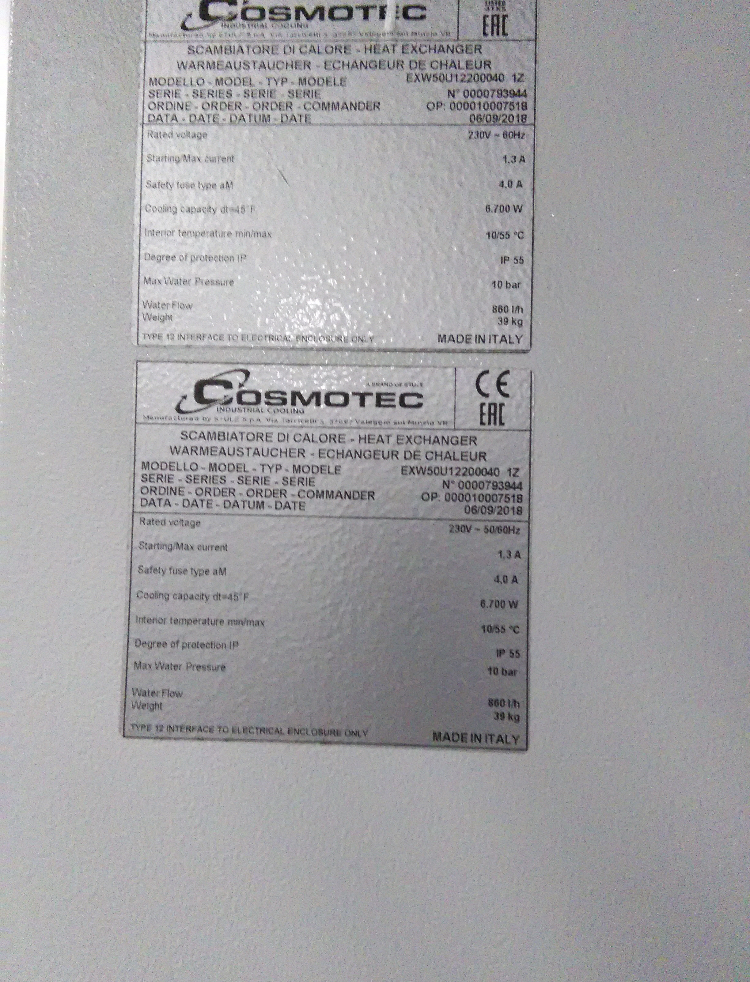 COSMOTEC
INDUSTRIAL COOLING
EAC
SCAMBIATORE DI CALORE - HEAT EXCHANGER
WARMEAUSTAUCHER - ECHANGEUR DE CHALEUR
MODELLO - MODEL - TYP - MODELE EXW50U12200040 1Z
SERIE - SERIES - SERIE - SERIE N° 0000793944
ORDINE - ORDER - ORDER - COMMANDER OP: 000010007518
DATA - DATE - DATUM - DATE 06/09/2018
Rated voltage 230V ~ 60Hz
Starting/Max current 1,3 A
Safety fuse type aM 4,0 A
Cooling capacity dt=45°F 6.700 W
Interior temperature min/max 10/55 °C
Degree of protection IP IP 55
Max Water Pressure 10 bar
Water Flow 860 l/h
Weight 39 kg
TYPE 12 INTERFACE TO ELECTRICAL ENCLOSURE ONLY MADE IN ITALY
COSMOTEC
INDUSTRIAL COOLING
CE
EAC
Manufactured by STULZ S.p.A. Via
SCAMBIATORE DI CALORE - HEAT EXCHANGER
WARMEAUSTAUCHER - ECHANGEUR DE CHALEUR
MODELLO - MODEL - TYP - MODELE EXW50U12200040 1Z
SERIE - SERIES - SERIE - SERIE N° 0000793944
ORDINE - ORDER - ORDER - COMMANDER OP: 000010007518
DATA - DATE - DATUM - DATE 06/09/2018
Rated voltage 230V ~ 50/60Hz
Starting/Max current 1,3 A
Safety fuse type aM 4,0 A
Cooling capacity dt=45°F 6.700 W
Interior temperature min/max 10/55 °C
Degree of protection IP IP 55
Max Water Pressure 10 bar
Water Flow 860 l/h
Weight 39 kg
TYPE 12 INTERFACE TO ELECTRICAL ENCLOSURE ONLY MADE IN ITALY